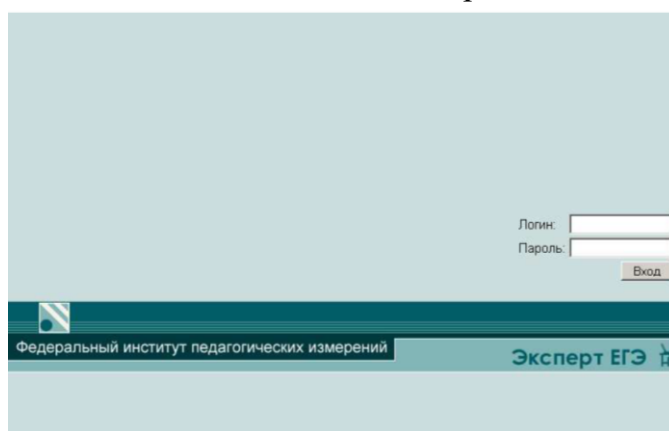 Логин:
Пароль:
Вход
Федеральный институт педагогических измерений
Эксперт ЕГЭ